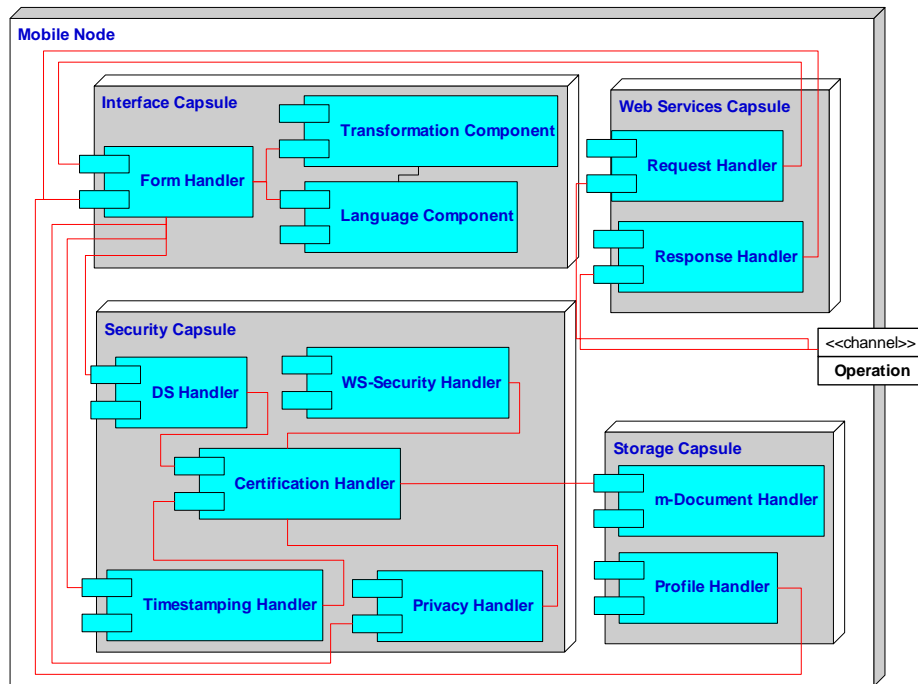 Mobile Node
Interface Capsule
Transformation Component
Form Handler
Language Component
Web Services Capsule
Request Handler
Response Handler
<<channel>>
Operation
Security Capsule
DS Handler
WS-Security Handler
Certification Handler
Timestamping Handler
Privacy Handler
Storage Capsule
m-Document Handler
Profile Handler